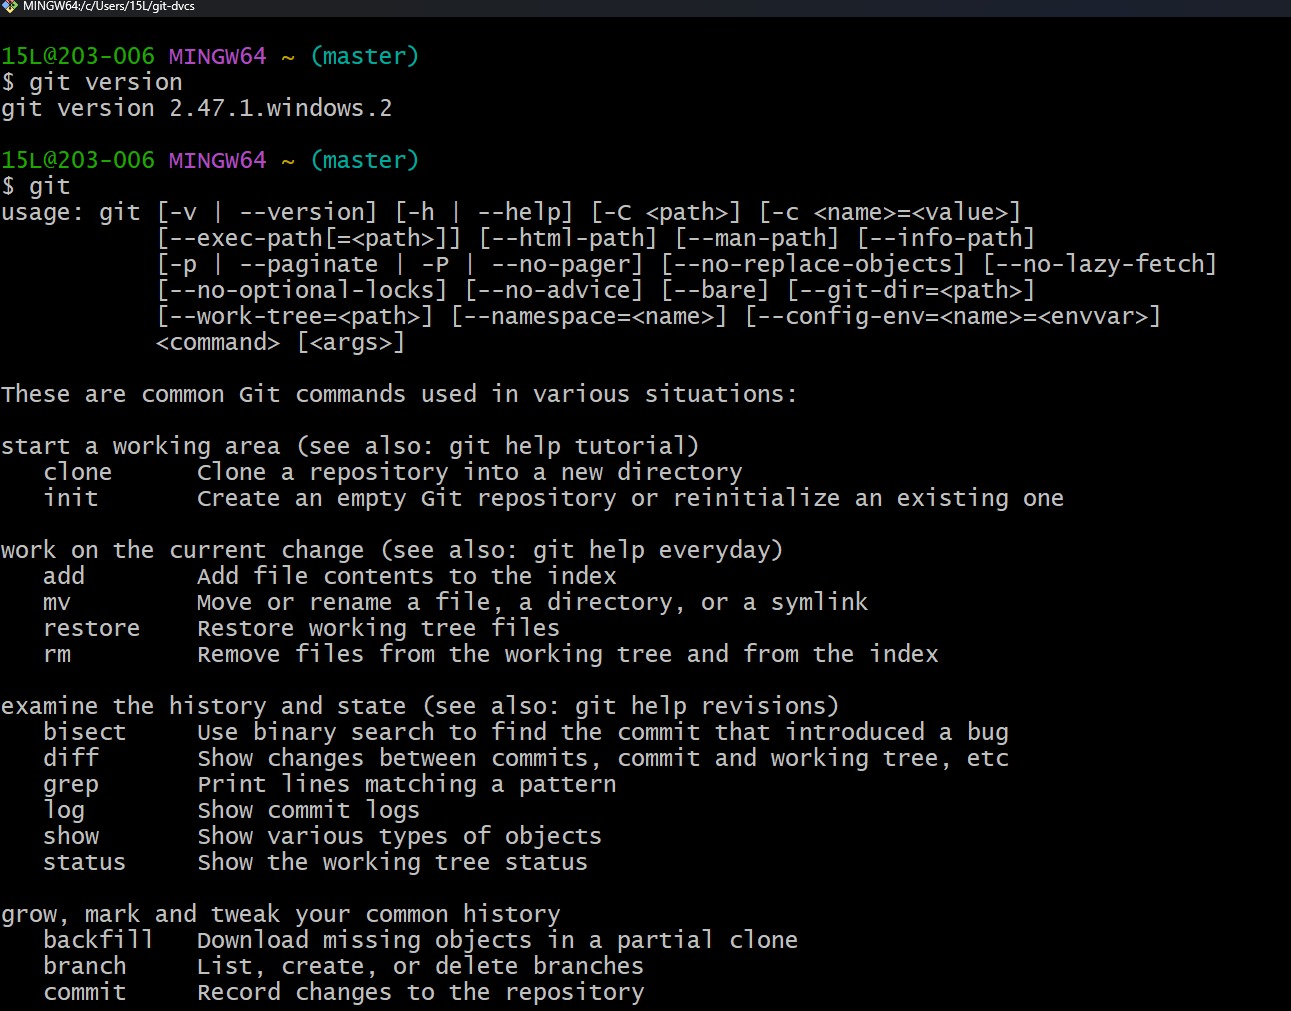 MINGW64:/c/Users/15L/git-dvcs
15L@203-006 MINGW64 ~ (master)
$ git version
git version 2.47.1.windows.2
15L@203-006 MINGW64 ~ (master)
$ git
usage: git [-v | --version] [-h | --help] [-C <path>] [-c <name>=<value>]
           [--exec-path[=<path>]] [--html-path] [--man-path] [--info-path]
           [-p | --paginate | -P | --no-pager] [--no-replace-objects] [--no-lazy-fetch]
           [--no-optional-locks] [--no-advice] [--bare] [--git-dir=<path>]
           [--work-tree=<path>] [--namespace=<name>] [--config-env=<name>=<envvar>]
           <command> [<args>]
These are common Git commands used in various situations:
start a working area (see also: git help tutorial)
   clone      Clone a repository into a new directory
   init       Create an empty Git repository or reinitialize an existing one
work on the current change (see also: git help everyday)
   add        Add file contents to the index
   mv         Move or rename a file, a directory, or a symlink
   restore    Restore working tree files
   rm         Remove files from the working tree and from the index
examine the history and state (see also: git help revisions)
   bisect     Use binary search to find the commit that introduced a bug
   diff       Show changes between commits, commit and working tree, etc
   grep       Print lines matching a pattern
   log        Show commit logs
   show       Show various types of objects
   status     Show the working tree status
grow, mark and tweak your common history
   backfill   Download missing objects in a partial clone
   branch     List, create, or delete branches
   commit     Record changes to the repository